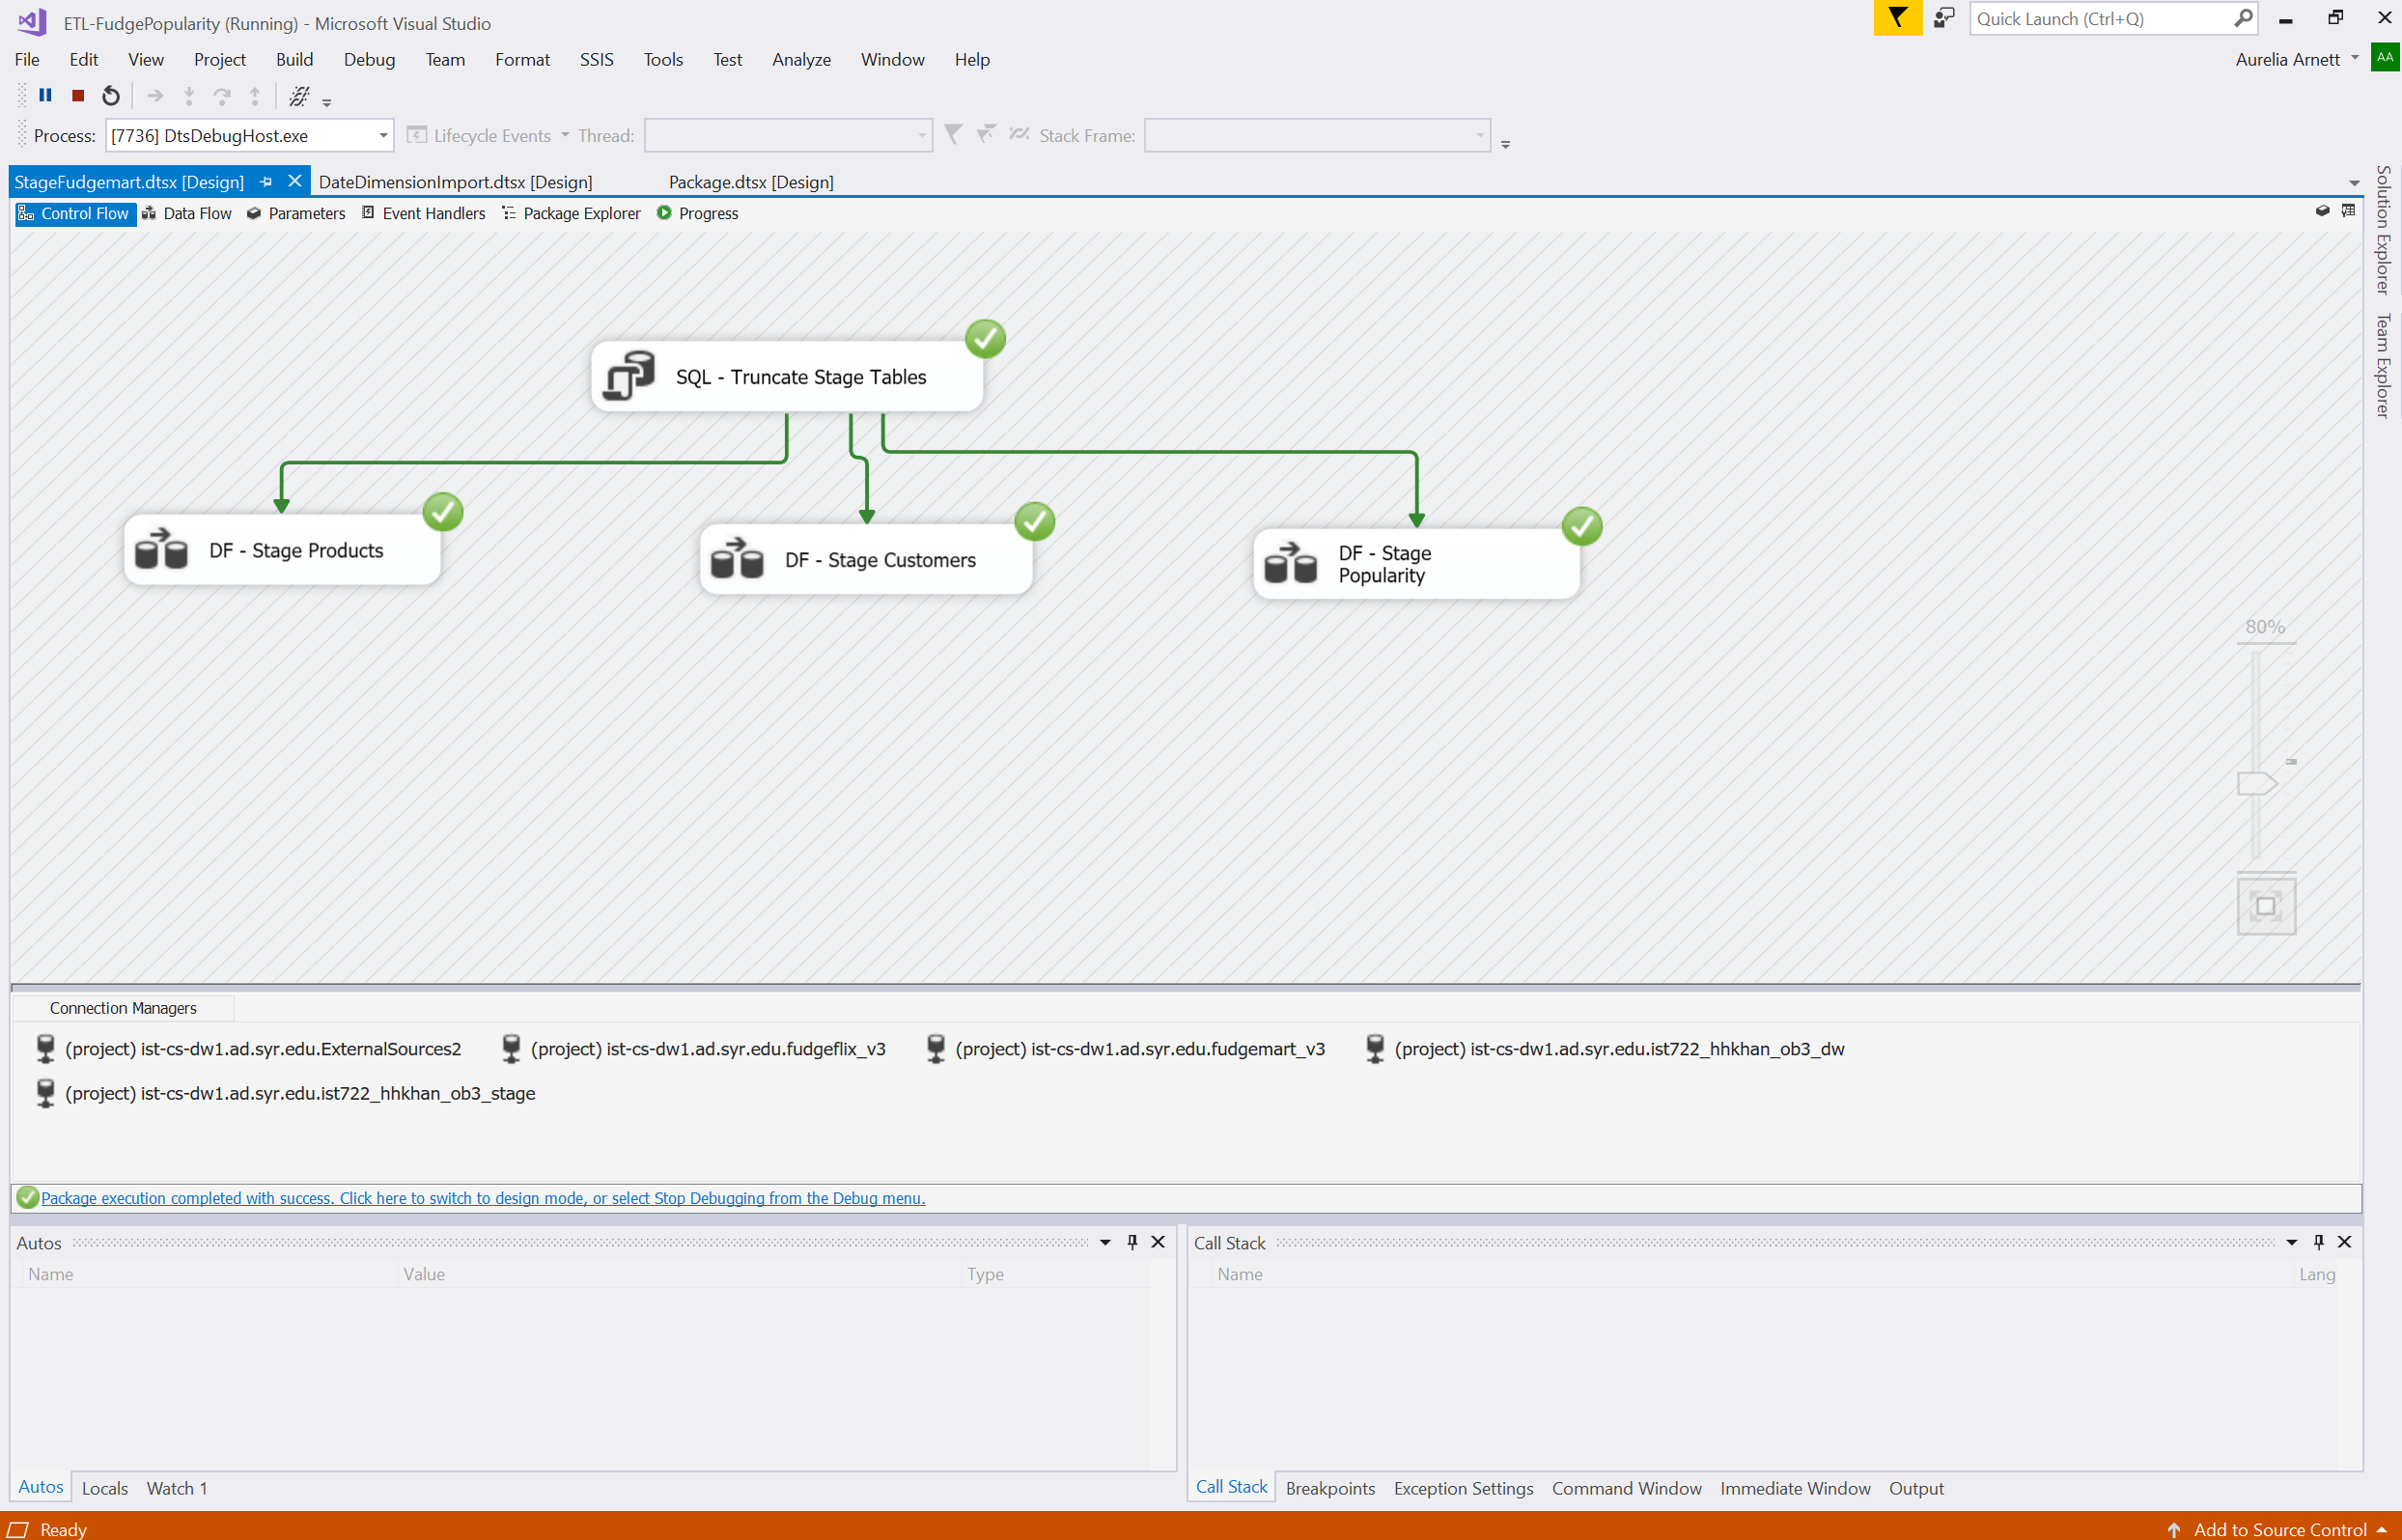 ETL-FudgePopularity (Running) - Microsoft Visual Studio
Quick Launch (Ctrl+Q)
File Edit View Project Build Debug Team Format SSIS Tools Test Analyze Window Help
Aurelia Arnett AA
Process: [7736] DtsDebugHost.exe Lifecycle Events Thread: Stack Frame:
StageFudgemart.dtsx [Design] DateDimensionImport.dtsx [Design] Package.dtsx [Design]
Control Flow Data Flow Parameters Event Handlers Package Explorer Progress
Solution Explorer
Team Explorer
SQL - Truncate Stage Tables
DF - Stage Products
DF - Stage Customers
DF - Stage
Popularity
80%
Connection Managers
(project) ist-cs-dw1.ad.syr.edu.ExternalSources2 (project) ist-cs-dw1.ad.syr.edu.fudgeflix_v3 (project) ist-cs-dw1.ad.syr.edu.fudgemart_v3 (project) ist-cs-dw1.ad.syr.edu.ist722_hhkhan_ob3_dw
(project) ist-cs-dw1.ad.syr.edu.ist722_hhkhan_ob3_stage
Package execution completed with success. Click here to switch to design mode, or select Stop Debugging from the Debug menu.
Autos
Name Value Type
Call Stack
Name Lang
Autos Locals Watch 1
Call Stack Breakpoints Exception Settings Command Window Immediate Window Output
Ready
Add to Source Control